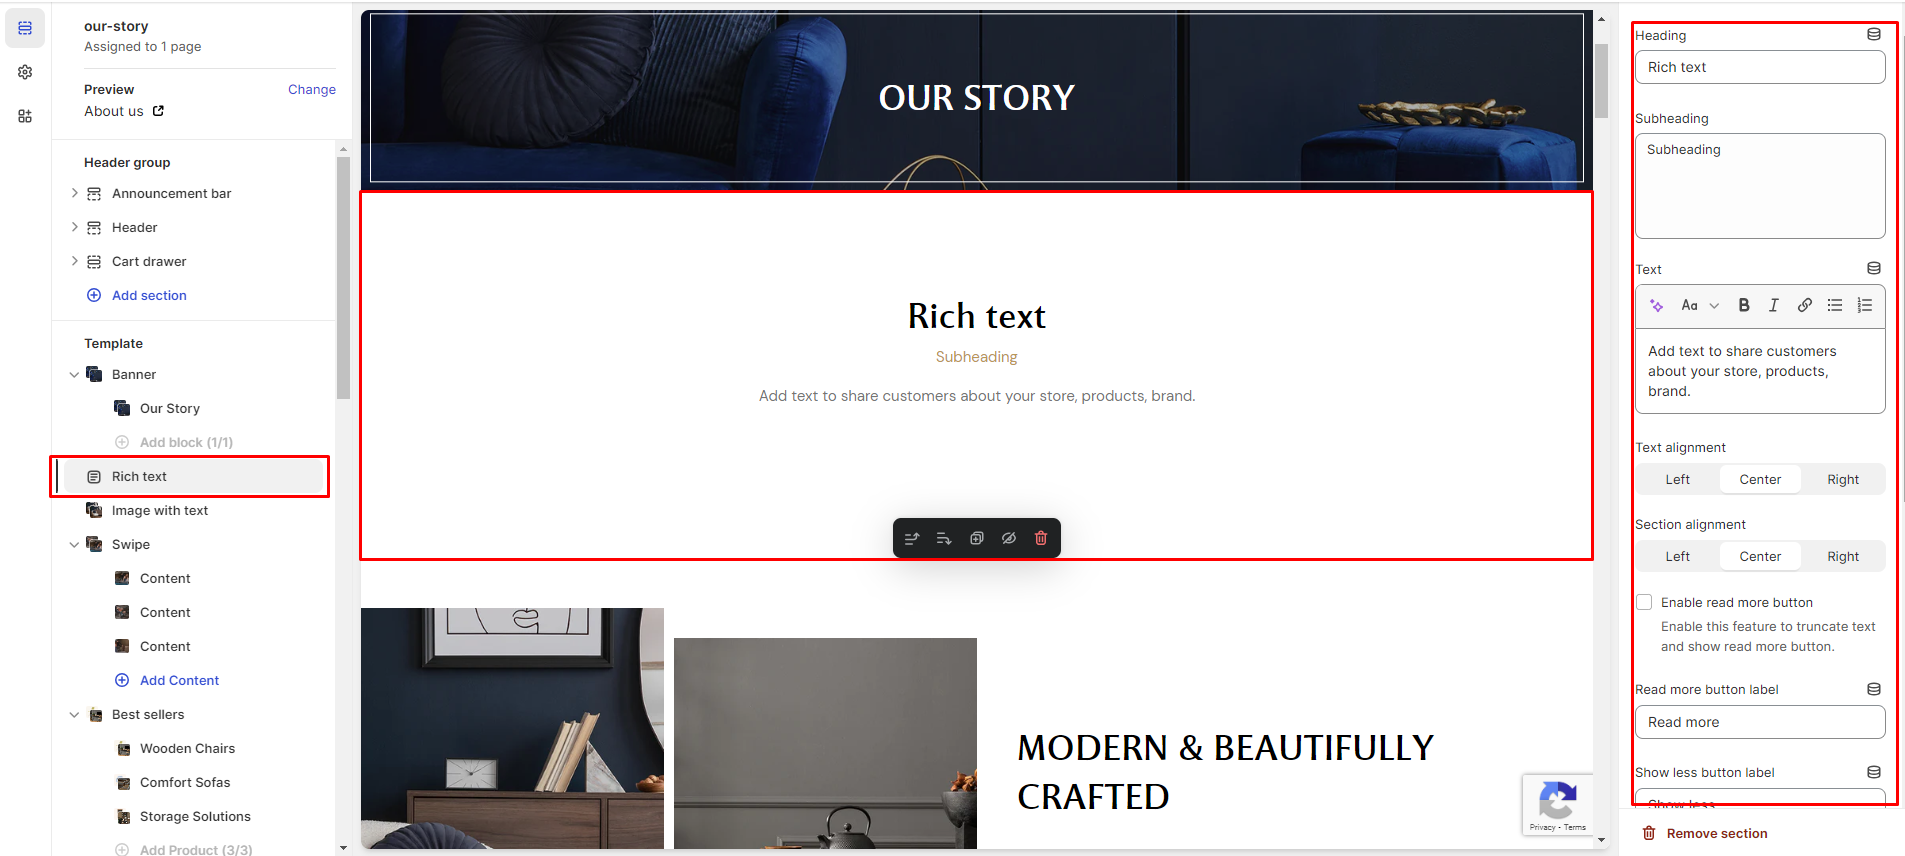 our-story
Assigned to 1 page
Preview
Change
About us
Header group
Announcement bar
Header
Cart drawer
Add section
Template
Banner
Our Story
Add block (1/1)
Rich text
Image with text
Swipe
Content
Content
Content
Add Content
Best sellers
Wooden Chairs
Comfort Sofas
Storage Solutions
Add Product (3/3)
OUR STORY
Rich text
Subheading
Add text to share customers about your store, products, brand.
MODERN & BEAUTIFULLY
CRAFTED
Privacy - Terms
Heading
Rich text
Subheading
Subheading
Text
Aa
B
I
Add text to share customers
about your store, products,
brand.
Text alignment
Left
Center
Right
Section alignment
Left
Center
Right
Enable read more button
Enable this feature to truncate text
and show read more button.
Read more button label
Read more
Show less button label
Show less
Remove section